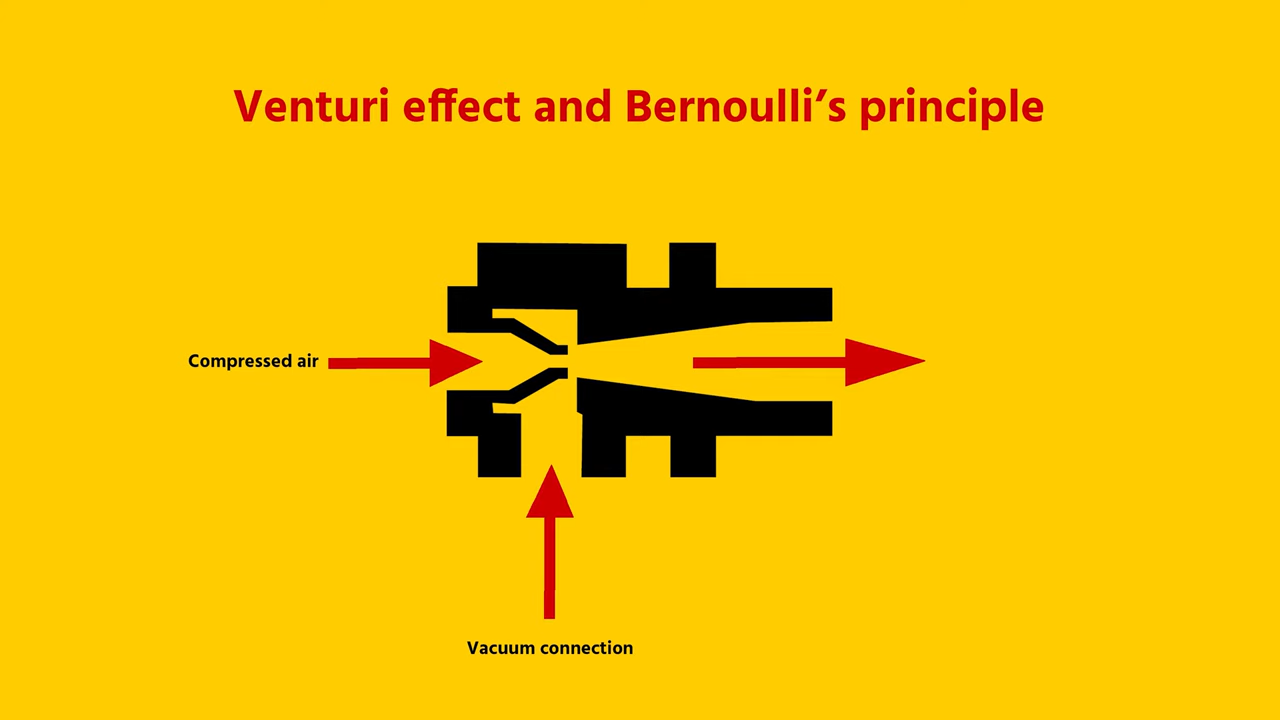 Venturi effect and Bernoulli’s principle
Compressed air
Vacuum connection